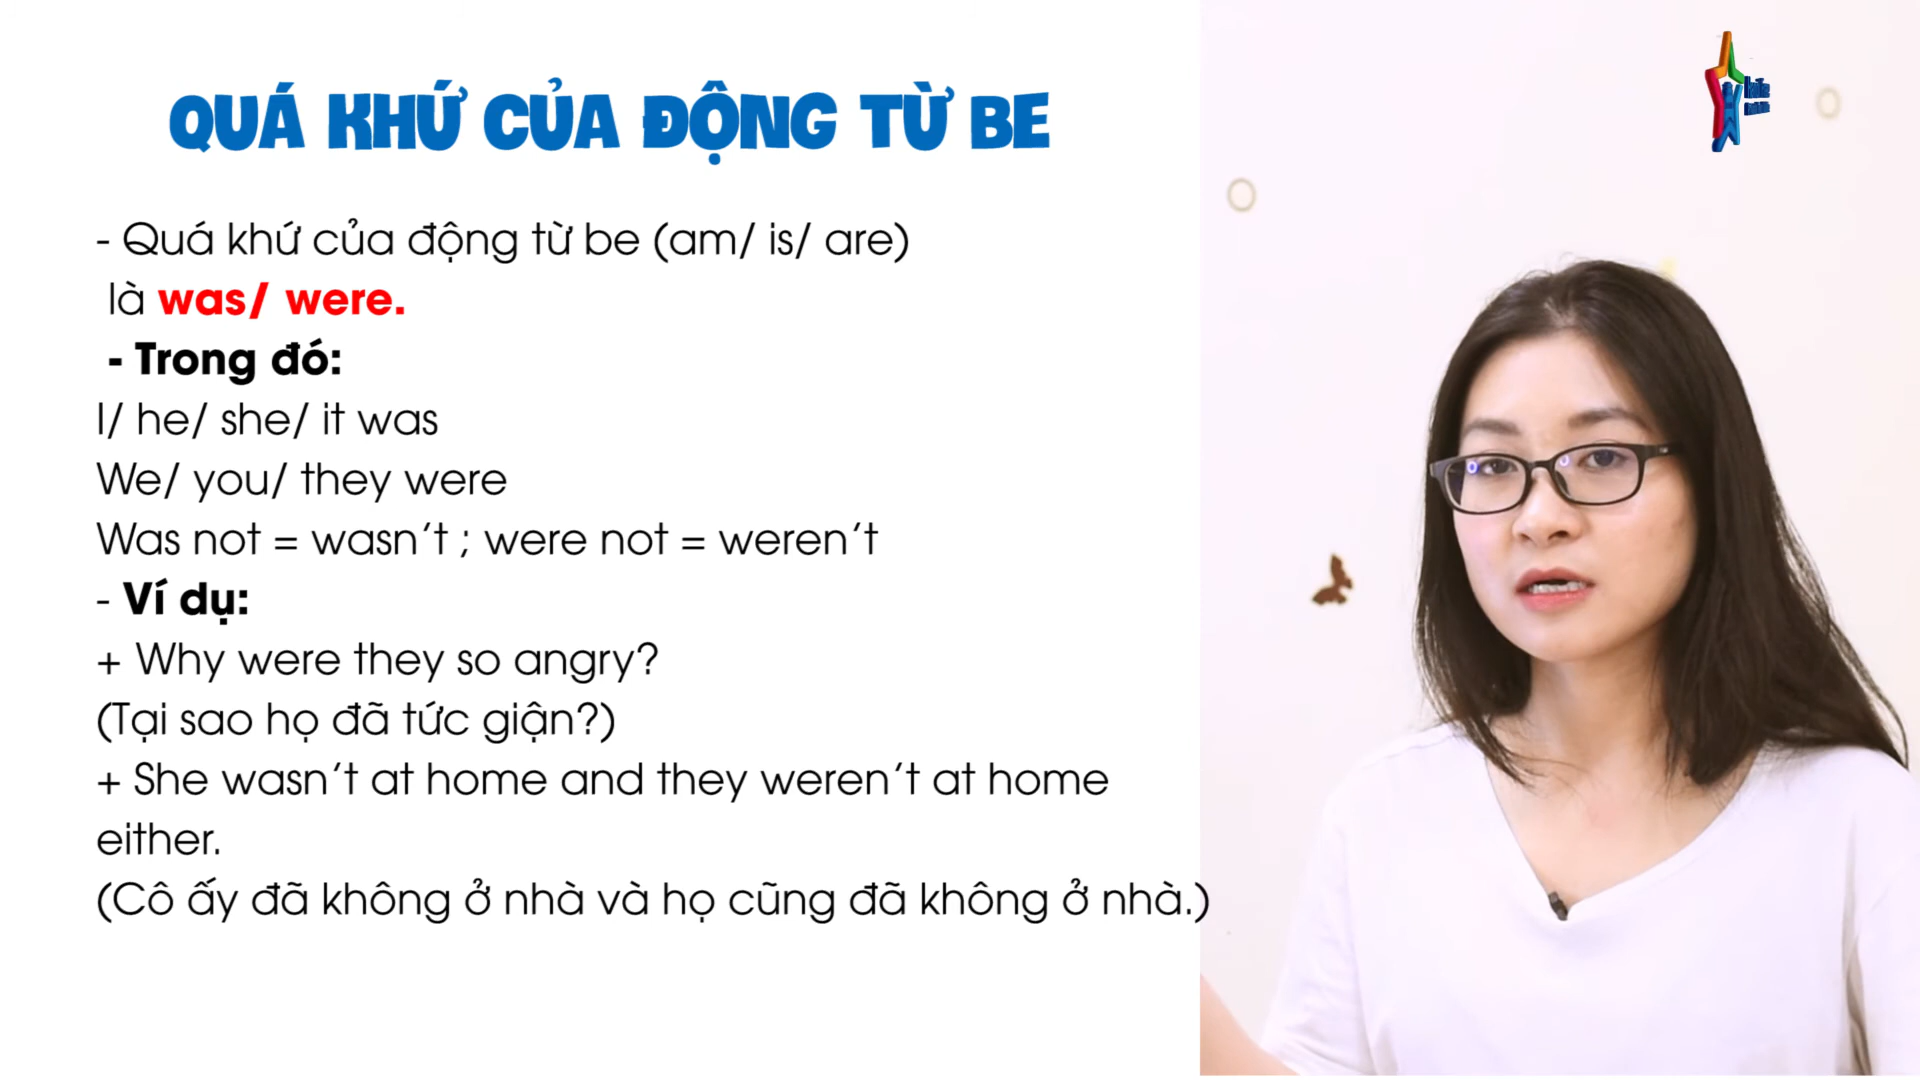 QUÁ KHỨ CỦA ĐỘNG TỪ BE
- Quá khứ của động từ be (am/ is/ are)
là was/ were.
- Trong đó:
I/ he/ she/ it was
We/ you/ they were
Was not = wasn’t ; were not = weren’t
- Ví dụ:
+ Why were they so angry?
(Tại sao họ đã tức giận?)
+ She wasn’t at home and they weren’t at home
either.
(Cô ấy đã không ở nhà và họ cũng đã không ở nhà.)